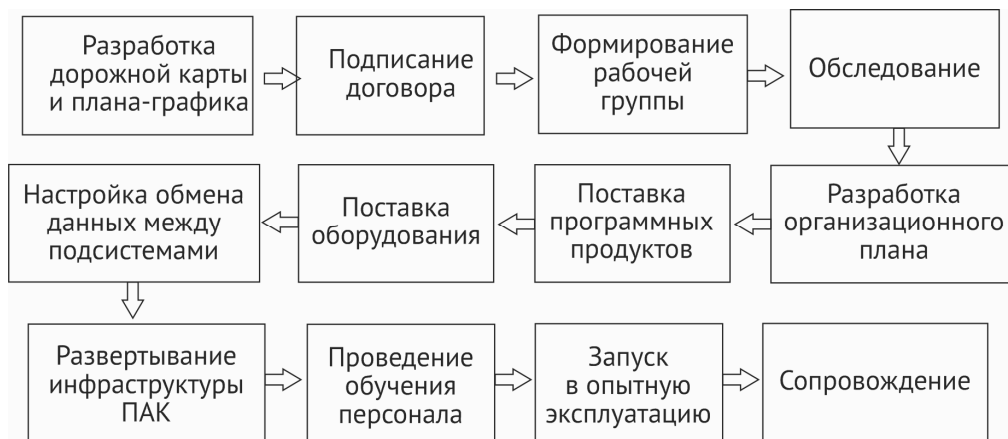 Разработка
дорожной карты
и плана-графика
Подписание
договора
Формирование
рабочей
группы
Обследование
Настройка обмена
данных между
подсистемами
Поставка
оборудования
Поставка
программных
продуктов
Разработка
организационного
плана
Развертывание
инфраструктуры
ПАК
Проведение
обучения
персонала
Запуск
в опытную
эксплуатацию
Сопровождение